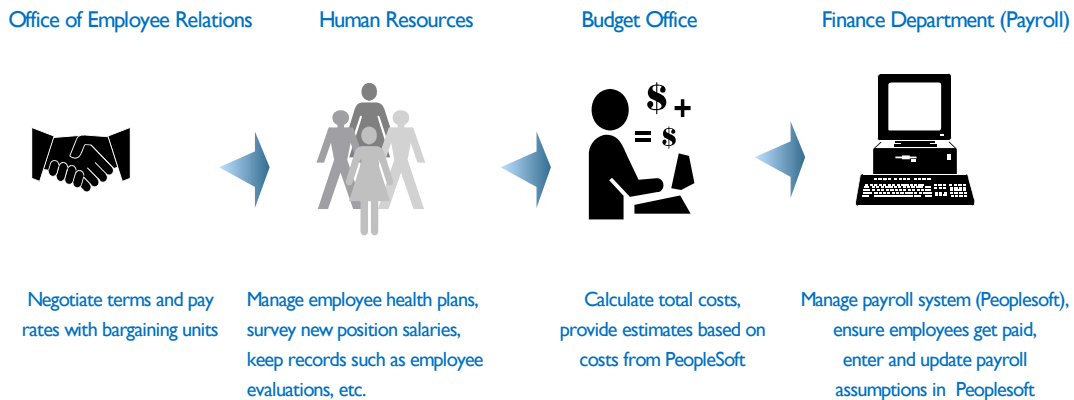 Office of Employee Relations
Human Resources
Budget Office
Finance Department (Payroll)
$ +
= $
Negotiate terms and pay
rates with bargaining units
Manage employee health plans,
survey new position salaries,
keep records such as employee
evaluations, etc.
Calculate total costs,
provide estimates based on
costs from PeopleSoft
Manage payroll system (Peoplesoft),
ensure employees get paid,
enter and update payroll
assumptions in Peoplesoft